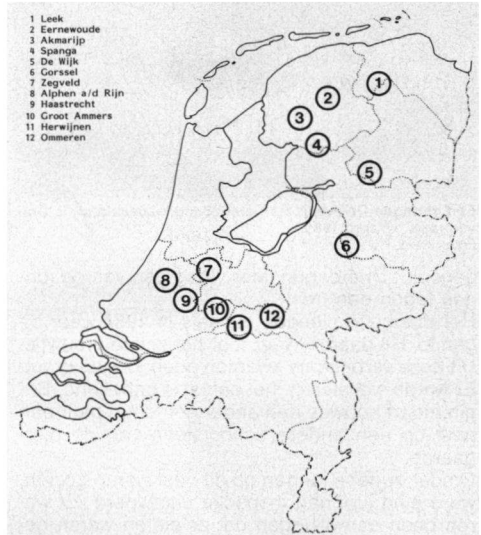 1 Leek
2 Eernewoude
3 Akmarijp
4 Spanga
5 De Wijk
6 Gorssel
7 Zegveld
8 Alphen a/d Rijn
9 Haastrecht
10 Groot Ammers
11 Herwijnen
12 Ommeren
1
2
3
4
5
6
7
8
9
10
11
12